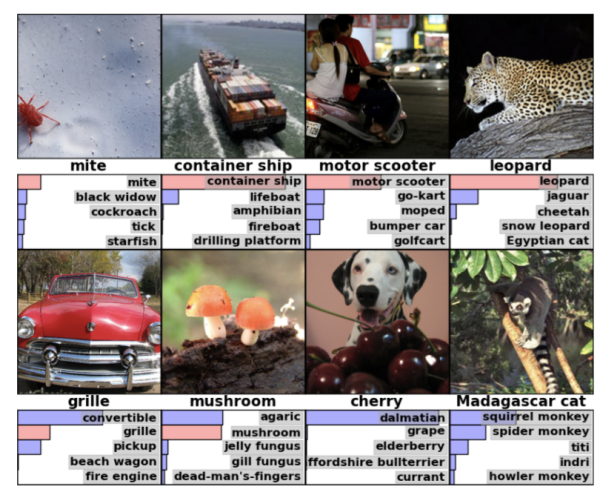 mite
container ship
motor scooter
leopard
mite
black widow
cockroach
tick
starfish
container ship
lifeboat
amphibian
fireboat
drilling platform
motor scooter
go-kart
moped
bumper car
golfcart
leopard
jaguar
cheetah
snow leopard
Egyptian cat
grille
mushroom
cherry
Madagascar cat
convertible
grille
pickup
beach wagon
fire engine
agaric
mushroom
jelly fungus
gill fungus
dead-man's-fingers
dalmatian
grape
elderberry
ffordshire bullterrier
currant
squirrel monkey
spider monkey
titi
indri
howler monkey